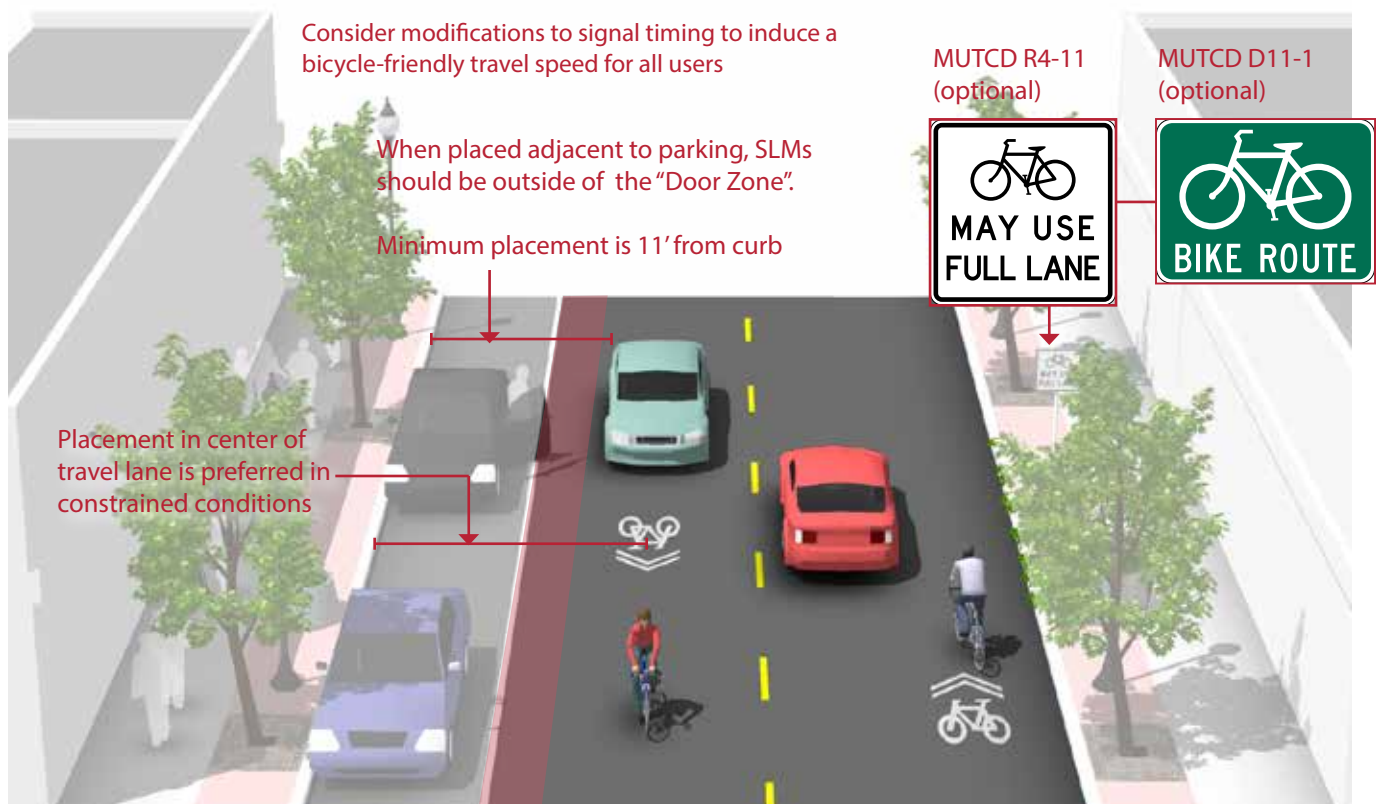 Consider modifications to signal timing to induce a
bicycle-friendly travel speed for all users
MUTCD R4-11
(optional)
MUTCD D11-1
(optional)
When placed adjacent to parking, SLMs
should be outside of the “Door Zone”.
MAY USE
FULL LANE
BIKE ROUTE
Minimum placement is 11’ from curb
Placement in center of
travel lane is preferred in
constrained conditions